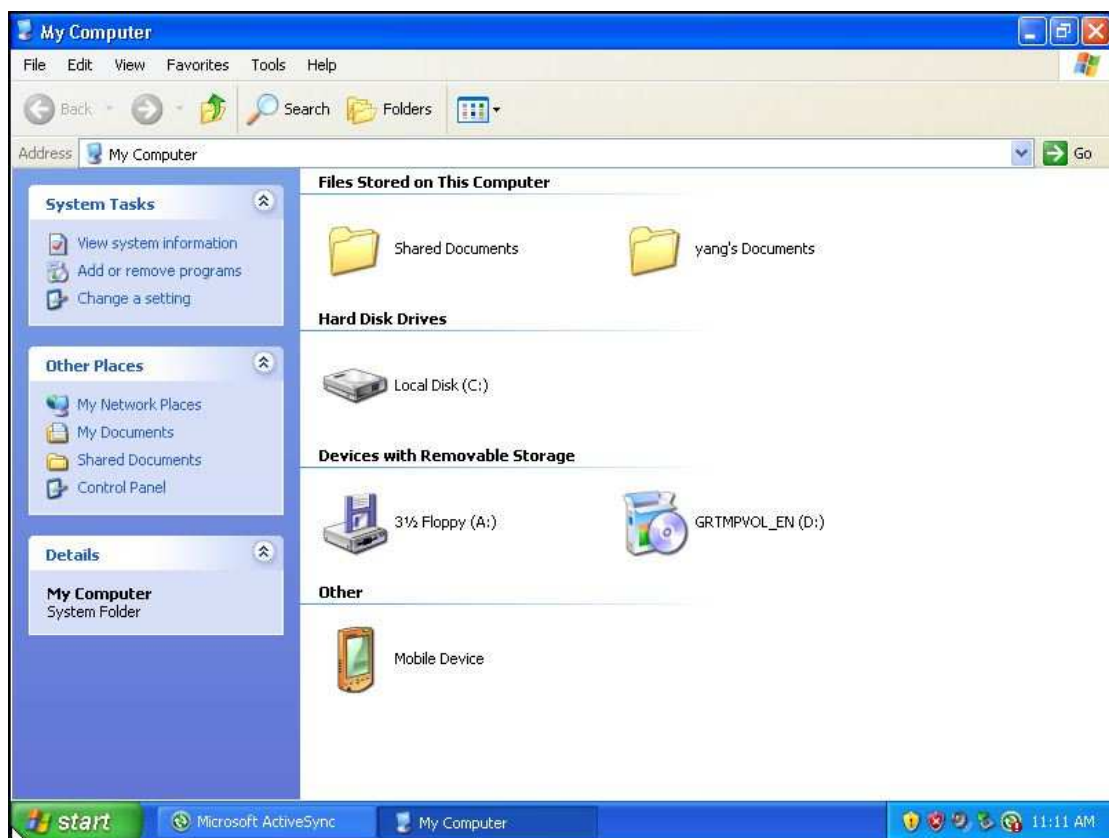 My Computer
File Edit View Favorites Tools Help
Back Search Folders
Address My Computer Go
System Tasks
View system information
Add or remove programs
Change a setting
Other Places
My Network Places
My Documents
Shared Documents
Control Panel
Details
My Computer
System Folder
Files Stored on This Computer
Shared Documents yang's Documents
Hard Disk Drives
Local Disk (C:)
Devices with Removable Storage
3½ Floppy (A:) GRTMPVOL_EN (D:)
Other
Mobile Device
start Microsoft ActiveSync My Computer 11:11 AM